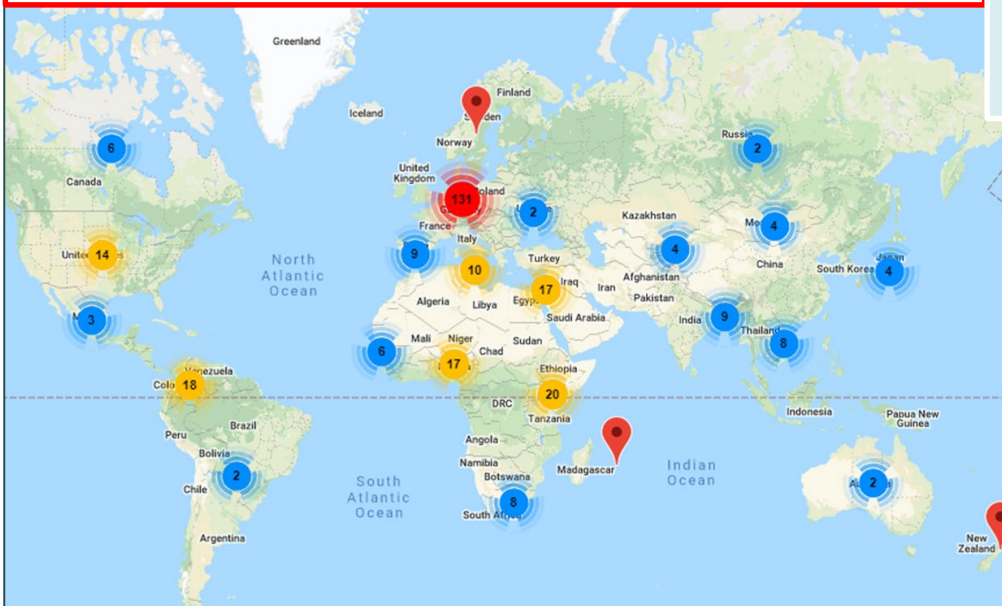 Greenland
Finland
Iceland
Norway
Russia
2
6
Canada
United
Kingdom
131
France
Italy
2
Kazakhstan
4
4
China
14
North
Atlantic
Ocean
9
10
Turkey
Iraq
Iran
Afghanistan
Pakistan
South Korea
Japan
4
Algeria
Libya
Egypt
17
Saudi Arabia
India
9
Thailand
8
3
6
Mali
Niger
Chad
Sudan
17
Ethiopia
Venezuela
18
20
DRC
Tanzania
Indonesia
Papua New
Guinea
Peru
Brazil
Bolivia
2
Chile
Angola
Namibia
Botswana
Madagascar
8
South Africa
South
Atlantic
Ocean
Indian
Ocean
2
Argentina
New
Zealand